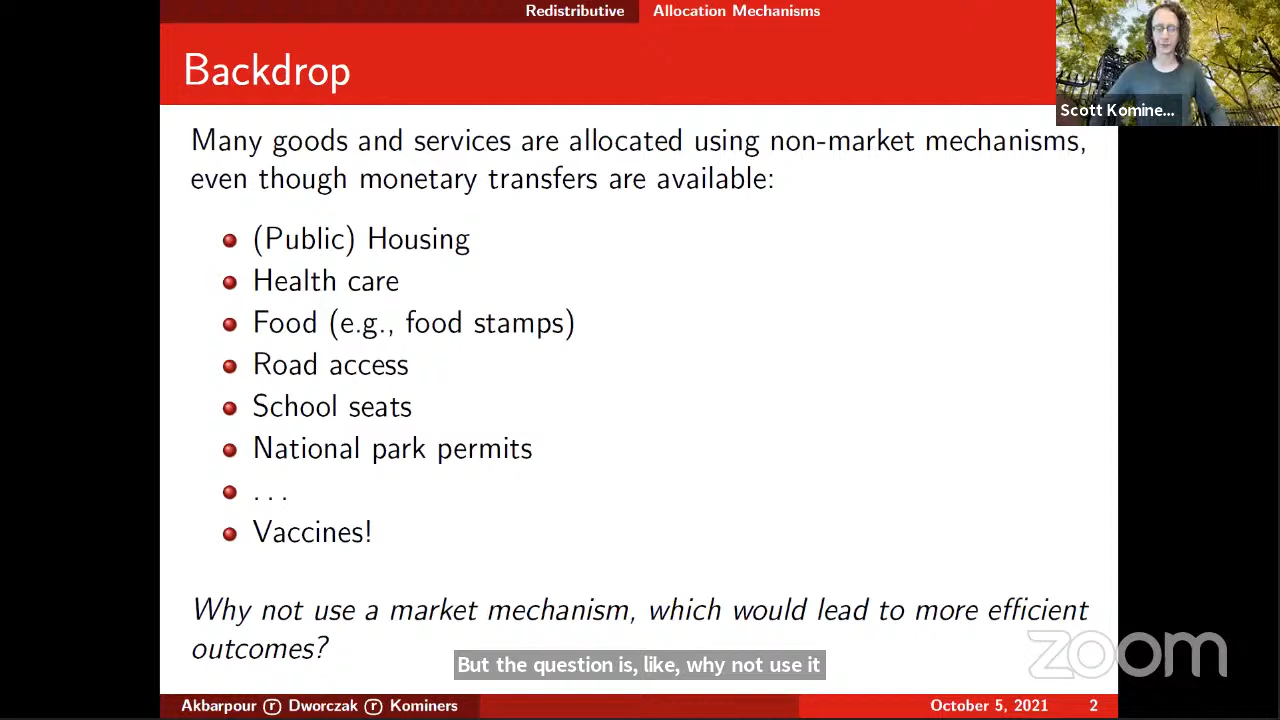 Redistributive Allocation Mechanisms
Backdrop
Scott Komine...
Many goods and services are allocated using non-market mechanisms,
even though monetary transfers are available:
(Public) Housing
Health care
Food (e.g., food stamps)
Road access
School seats
National park permits
. . .
Vaccines!
Why not use a market mechanism, which would lead to more efficient
outcomes?
But the question is, like, why not use it
zoom
Akbarpour ⓡ Dworczak ⓡ Kominers October 5, 2021 2